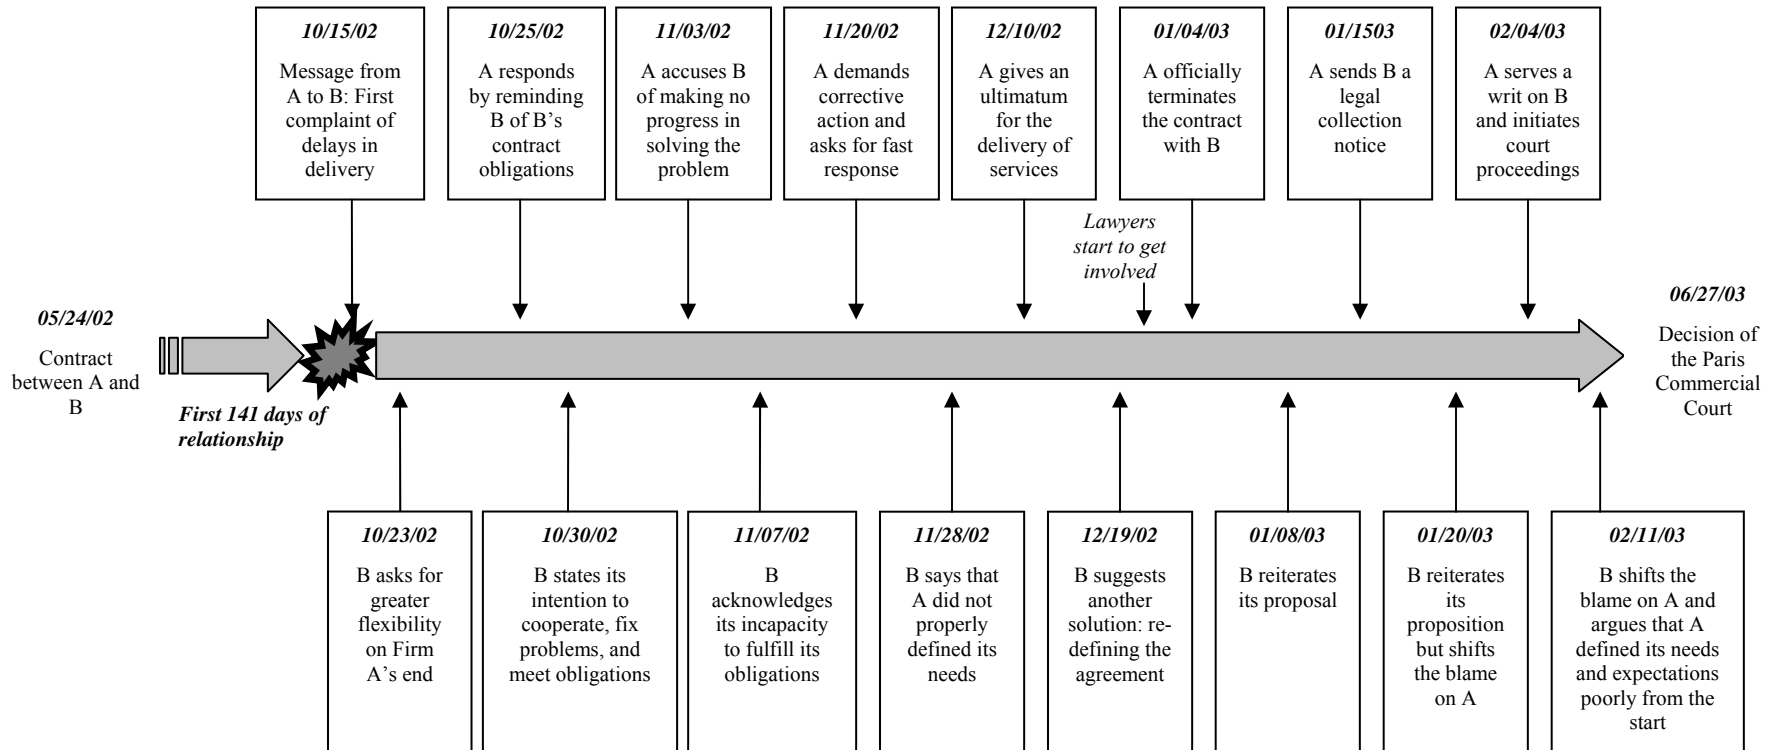 10/15/02
Message from
A to B: First
complaint of
delays in
delivery
10/25/02
A responds
by reminding
B of B’s
contract
obligations
11/03/02
A accuses B
of making no
progress in
solving the
problem
11/20/02
A demands
corrective
action and
asks for fast
response
12/10/02
A gives an
ultimatum
for the
delivery of
services
01/04/03
A officially
terminates
the contract
with B
01/1503
A sends B a
legal
collection
notice
02/04/03
A serves a
writ on B
and initiates
court
proceedings
Lawyers
start to get
involved
05/24/02
Contract
between A and
B
First 141 days of
relationship
06/27/03
Decision of
the Paris
Commercial
Court
10/23/02
B asks for
greater
flexibility
on Firm
A’s end
10/30/02
B states its
intention to
cooperate, fix
problems, and
meet obligations
11/07/02
B
acknowledges
its incapacity
to fulfill its
obligations
11/28/02
B says that
A did not
properly
defined its
needs
12/19/02
B suggests
another
solution: re-
defining the
agreement
01/08/03
B reiterates
its proposal
01/20/03
B reiterates
its
proposition
but shifts
the blame
on A
02/11/03
B shifts the
blame on A and
argues that A
defined its needs
and expectations
poorly from the
start